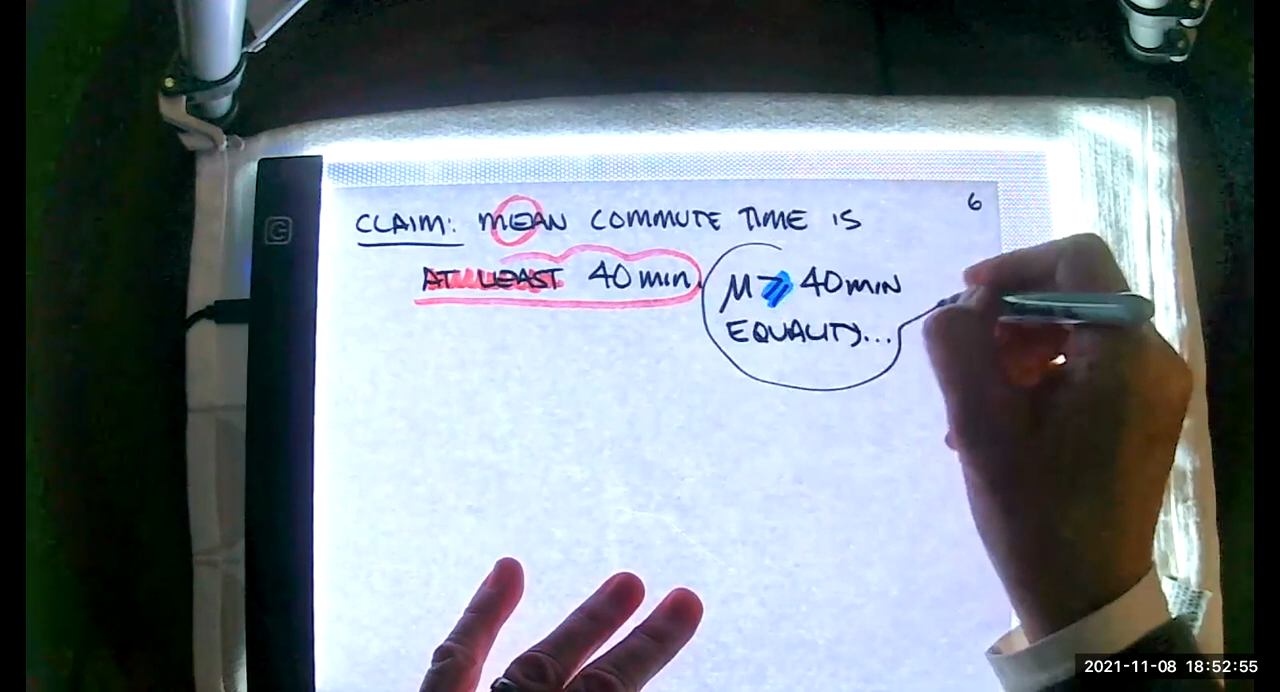 6
CLAIM: MEAN COMMUTE TIME IS
AT LEAST 40 min
μ ≥ 40 MIN
EQUALITY...
2021-11-08 18:52:55